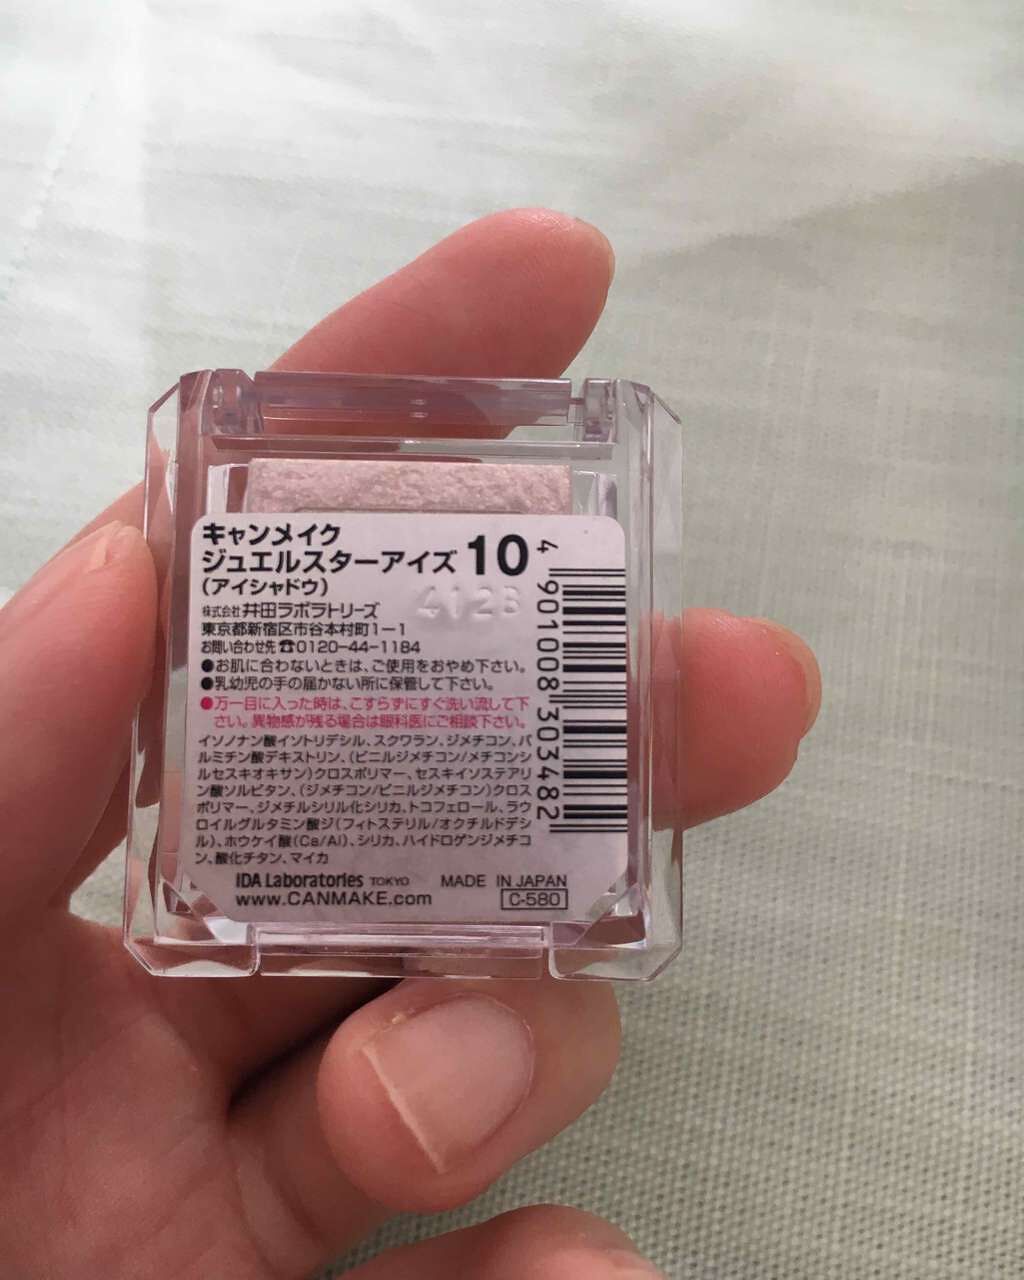 キャンメイク
ジュエルスターアイズ 10
(アイシャドウ)
4123
株式会社 井田ラボラトリーズ
東京都新宿区市谷本村町1ー1
お問い合わせ先☎0120-44-1184
●お肌に合わないときは、ご使用をおやめ下さい。
●乳幼児の手の届かない所に保管して下さい。
●万一目に入った時は、こすらずにすぐ洗い流して下
さい。異物感が残る場合は眼科医にご相談下さい。
イソノナン酸イソトリデシル、スクワラン、ジメチコン、パ
ルミチン酸デキストリン、(ビニルジメチコン/メチコンシ
ルセスキオキサン)クロスポリマー、セスキイソステアリ
ン酸ソルビタン、(ジメチコン/ビニルジメチコン)クロス
ポリマー、ジメチルシリル化シリカ、トコフェロール、ラウ
ロイルグルタミン酸ジ(フィトステリル/オクチルドデシ
ル)、ホウケイ酸(Ca/Al)、シリカ、ハイドロゲンジメチコ
ン、酸化チタン、マイカ
IDA Laboratories TOKYO MADE IN JAPAN
www.CANMAKE.com C-580
4 901008 303482